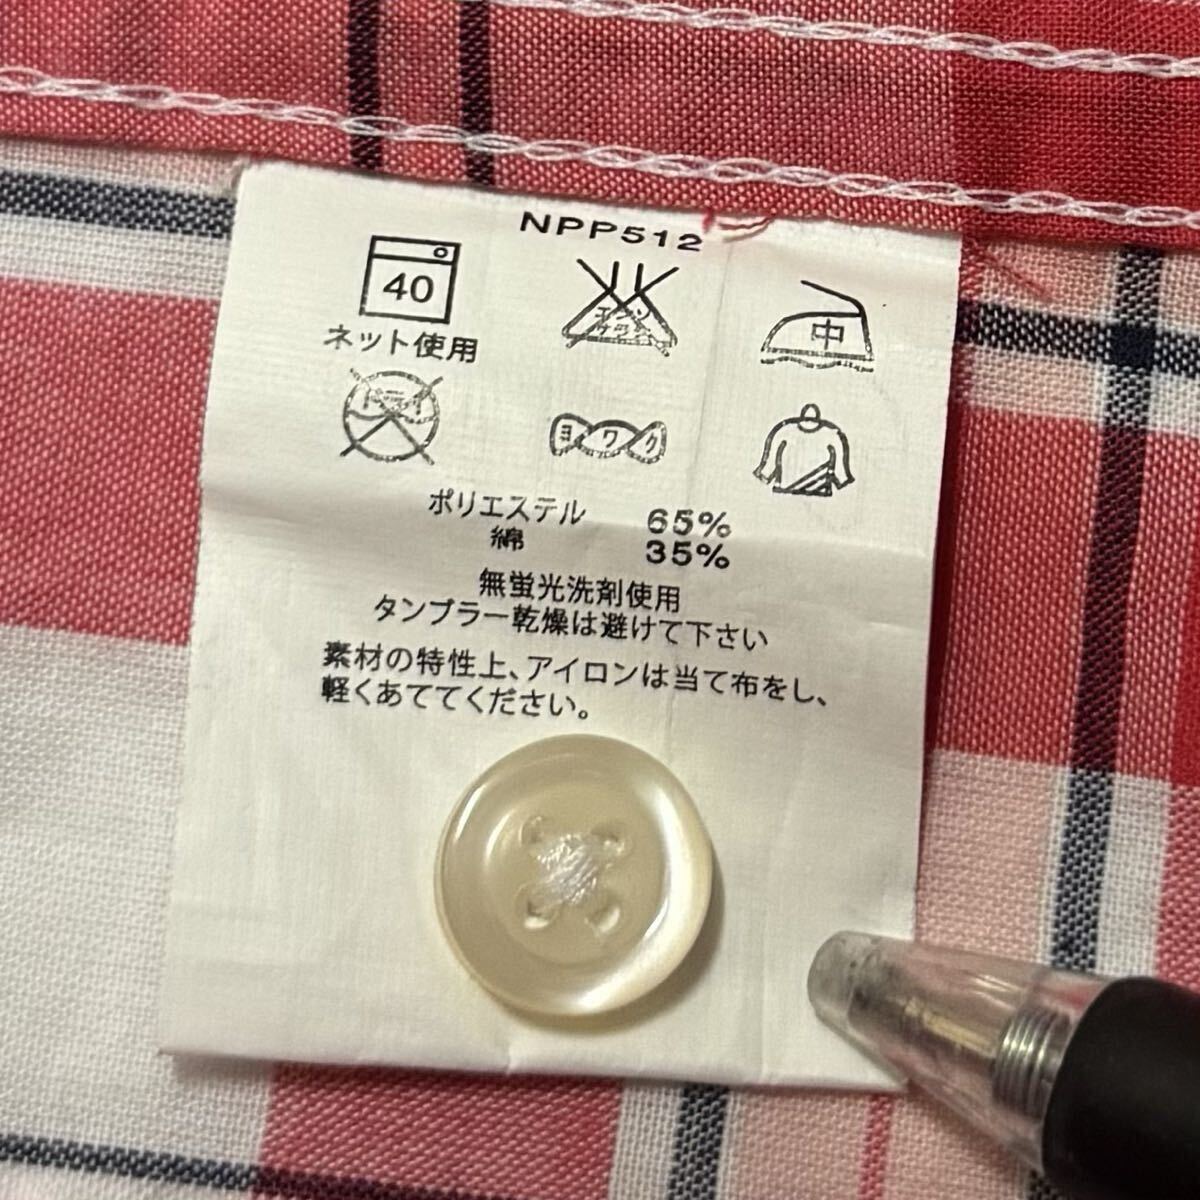 NPP512
40
中
ネット使用
ドライ
ヨワク
ポリエステル 65%
綿 35%
無蛍光洗剤使用
タンブラー乾燥は避けて下さい
素材の特性上、アイロンは当て布をし、
軽くあててください。